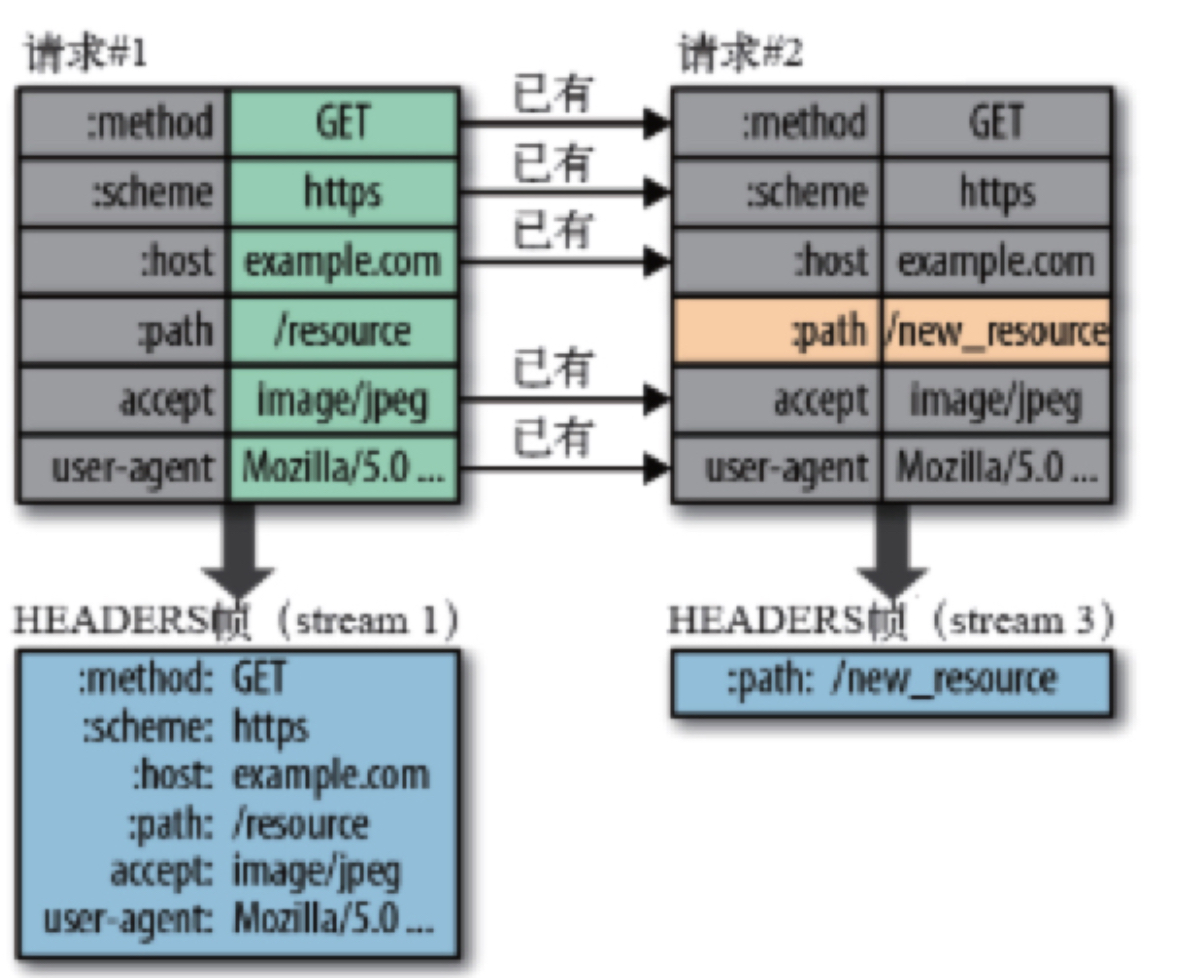 请求#1
:method GET
:scheme https
:host example.com
:path /resource
accept image/jpeg
user-agent Mozilla/5.0 ...
已有
已有
已有
已有
已有
请求#2
:method GET
:scheme https
:host example.com
:path /new_resource
accept image/jpeg
user-agent Mozilla/5.0 ...
HEADERS帧（stream 1）
:method: GET
:scheme: https
:host: example.com
:path: /resource
accept: image/jpeg
user-agent: Mozilla/5.0 ...
HEADERS帧（stream 3）
:path: /new_resource